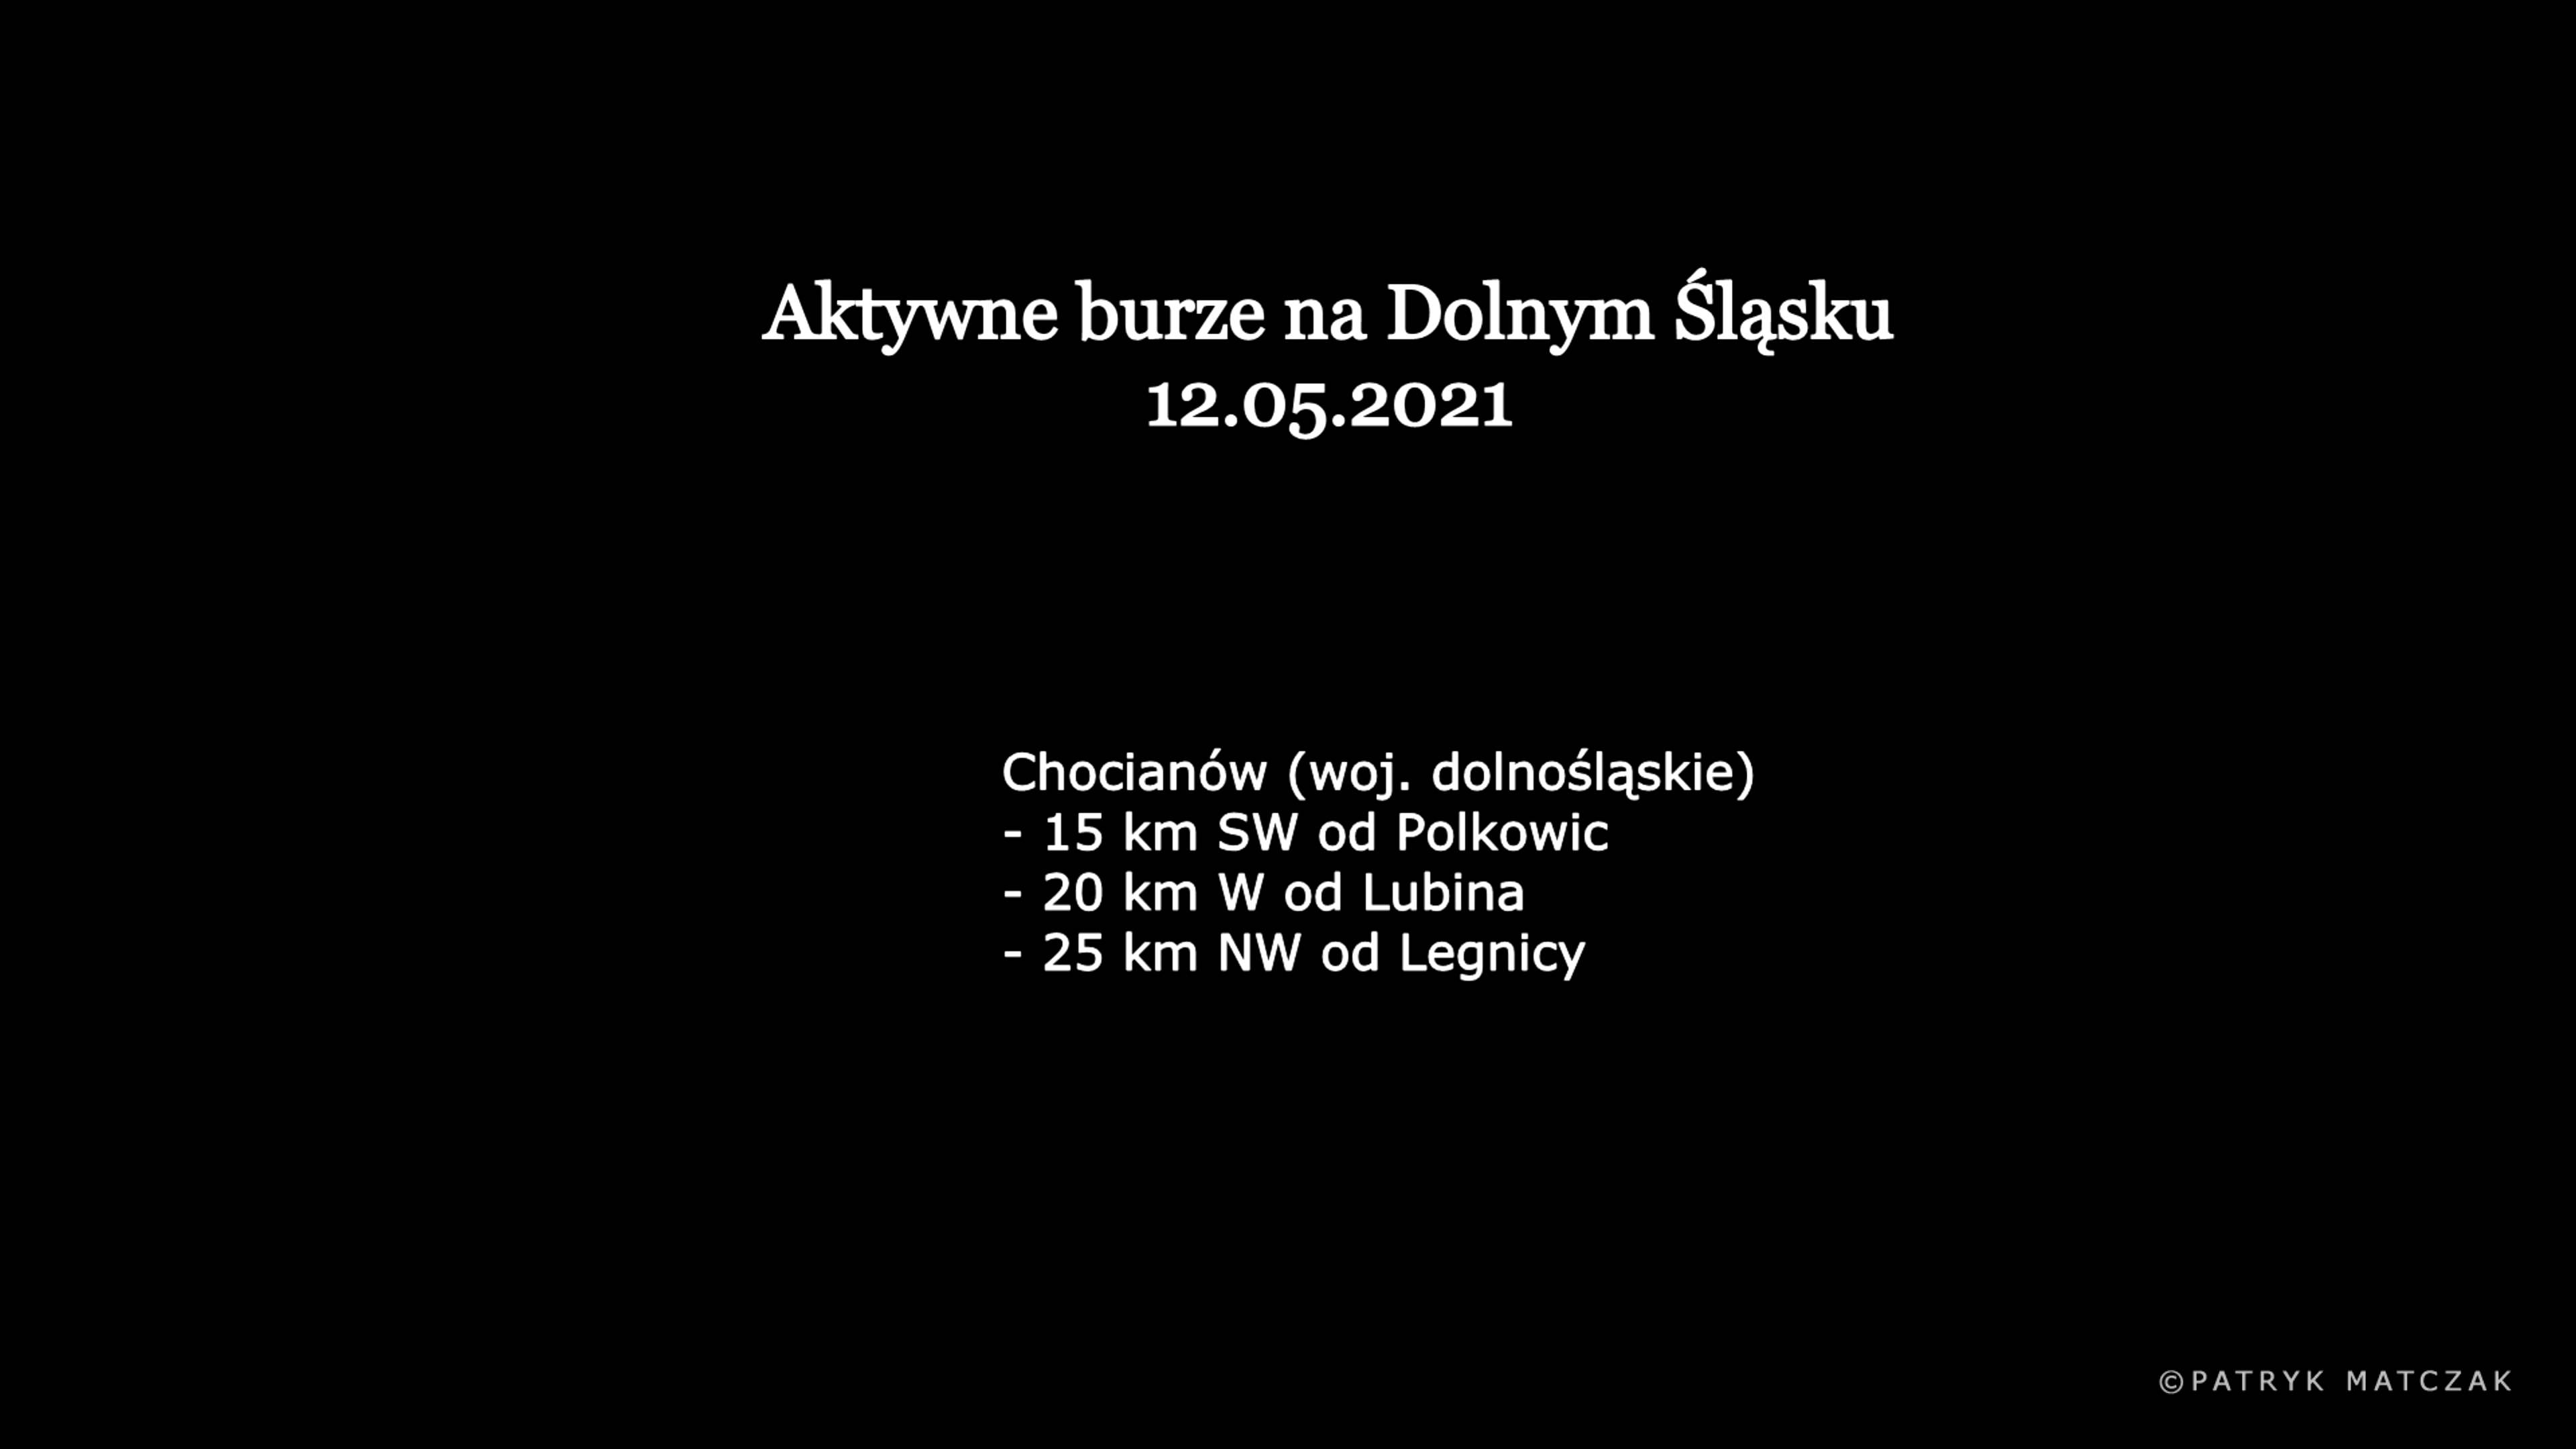 Aktywne burze na Dolnym Śląsku
12.05.2021
Chocianów (woj. dolnośląskie)
- 15 km SW od Polkowic
- 20 km W od Lubina
- 25 km NW od Legnicy
©PATRYK MATCZAK